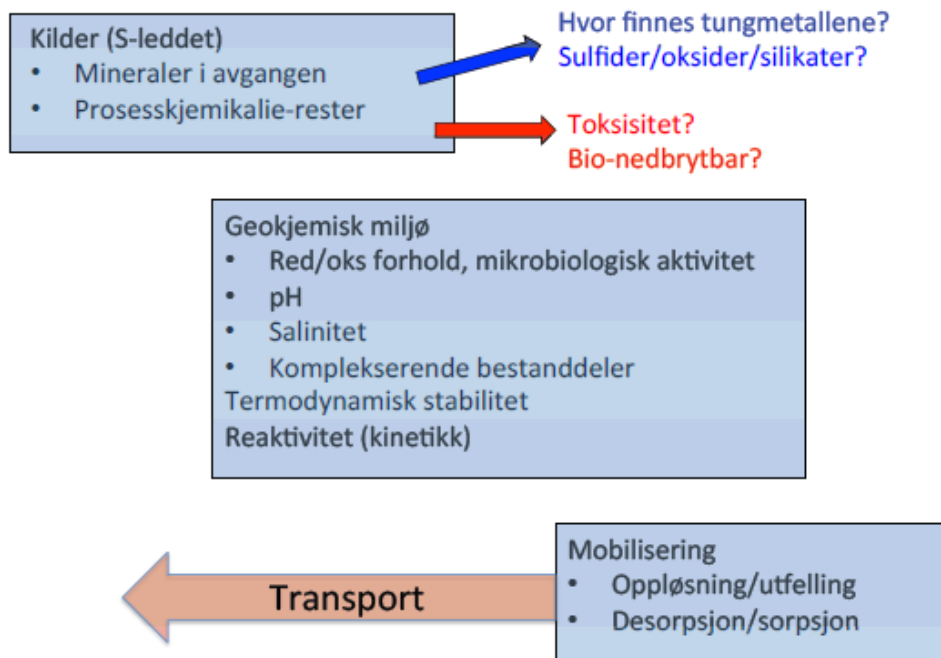 Kilder (S-leddet)
• Mineraler i avgangen
• Prosesskjemikalie-rester
Hvor finnes tungmetallene?
Sulfider/oksider/silikater?
Toksisitet?
Bio-nedbrytbar?
Geokjemisk miljø
• Red/oks forhold, mikrobiologisk aktivitet
• pH
• Salinitet
• Komplekserende bestanddeler
Termodynamisk stabilitet
Reaktivitet (kinetikk)
Transport
Mobilisering
• Oppløsning/utfelling
• Desorpsjon/sorpsjon